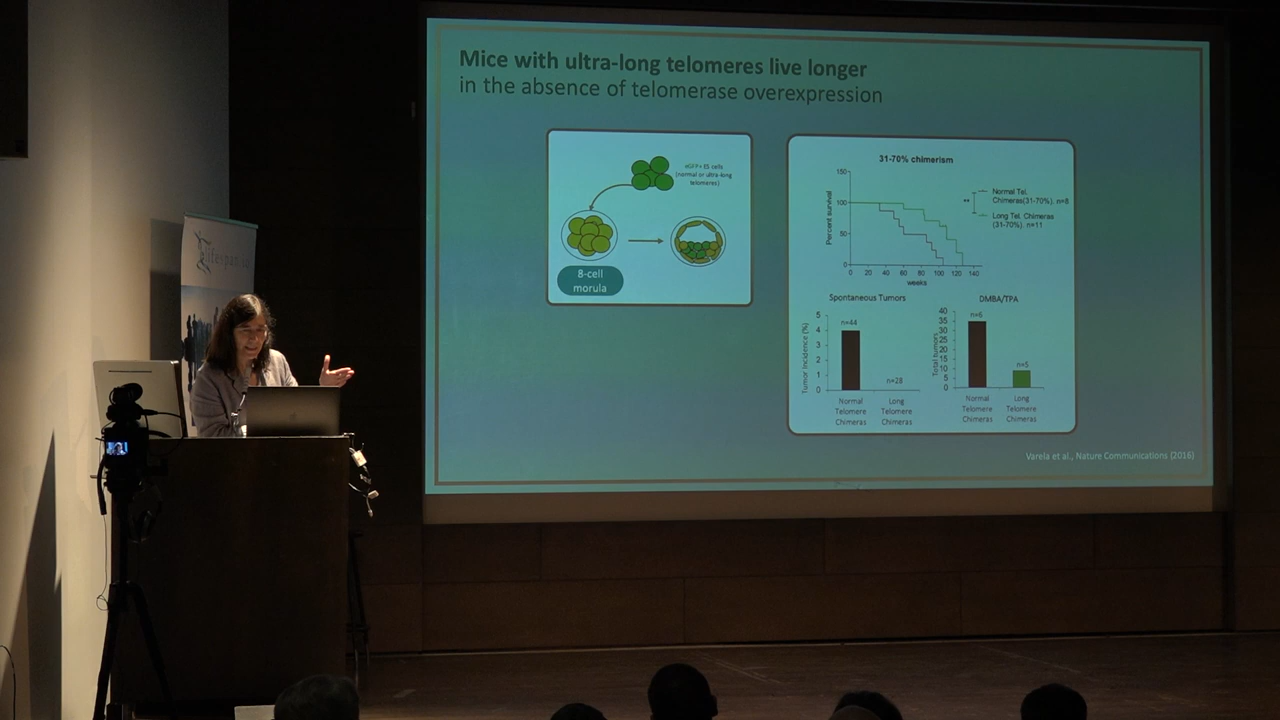 Mice with ultra-long telomeres live longer
in the absence of telomerase overexpression
eGFP+ ES cells
(normal or ultra-long
telomeres)
8-cell
morula
31-70% chimerism
Percent survival
150
100
50
0
0 20 40 60 80 100 120 140
weeks
**
Normal Tel.
Chimeras(31-70%). n=8
Long Tel. Chimeras
(31-70%). n=11
Spontaneous Tumors
Tumor Incidence (%)
5
4
3
2
1
0
n=44
n=28
Normal
Telomere
Chimeras
Long
Telomere
Chimeras
DMBA/TPA
Total tumors
40
35
30
25
20
15
10
5
0
n=6
n=5
Normal
Telomere
Chimeras
Long
Telomere
Chimeras
Varela et al., Nature Communications (2016)